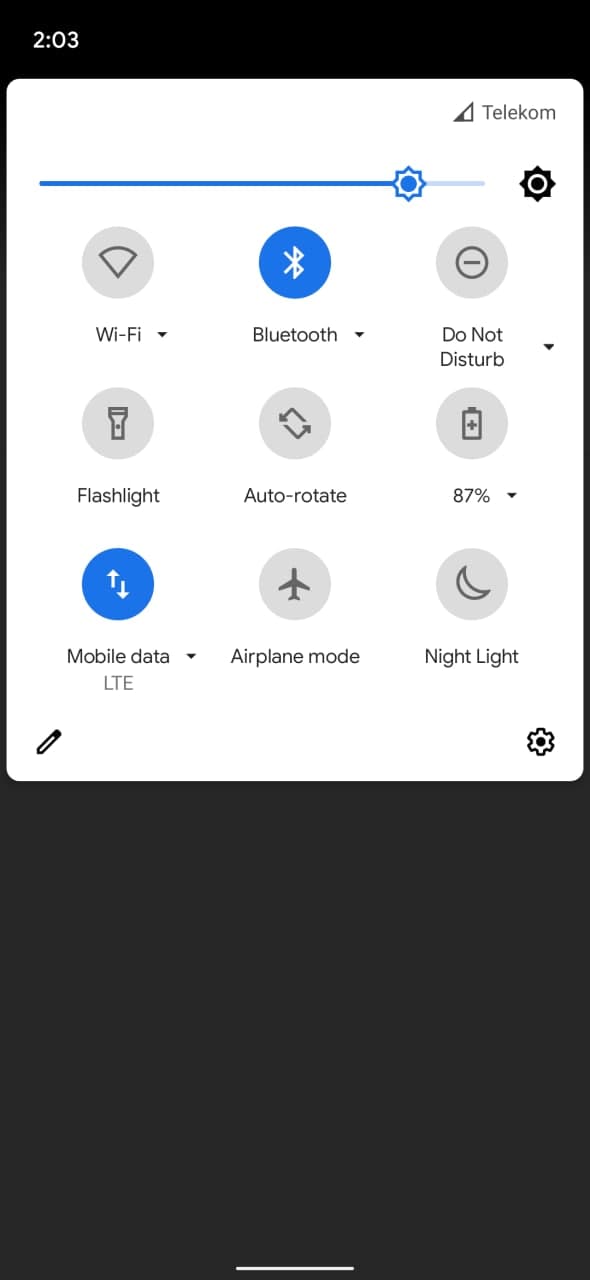 2:03
Telekom
Wi-Fi
Bluetooth
Do Not
Disturb
Flashlight
Auto-rotate
87%
Mobile data
LTE
Airplane mode
Night Light